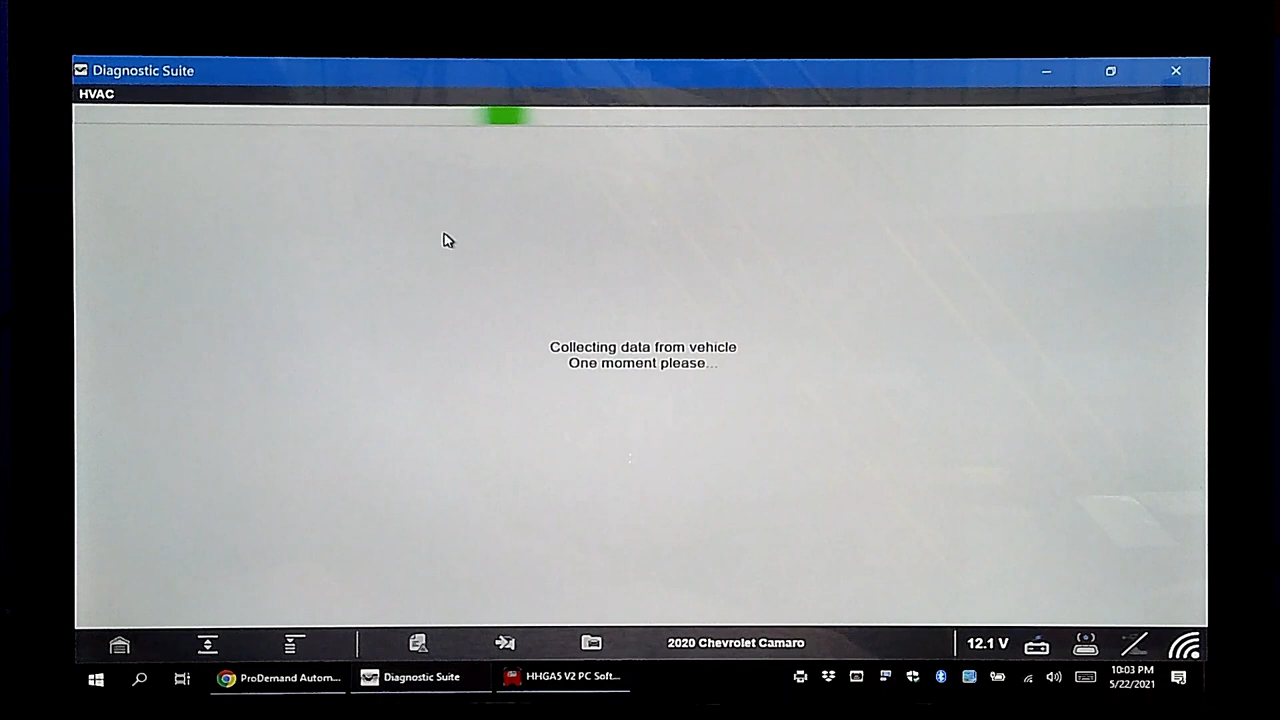 Diagnostic Suite
HVAC
Collecting data from vehicle
One moment please...
2020 Chevrolet Camaro
12.1 V
ProDemand Autom...
Diagnostic Suite
HHGA5 V2 PC Soft...
10:03 PM
5/22/2021